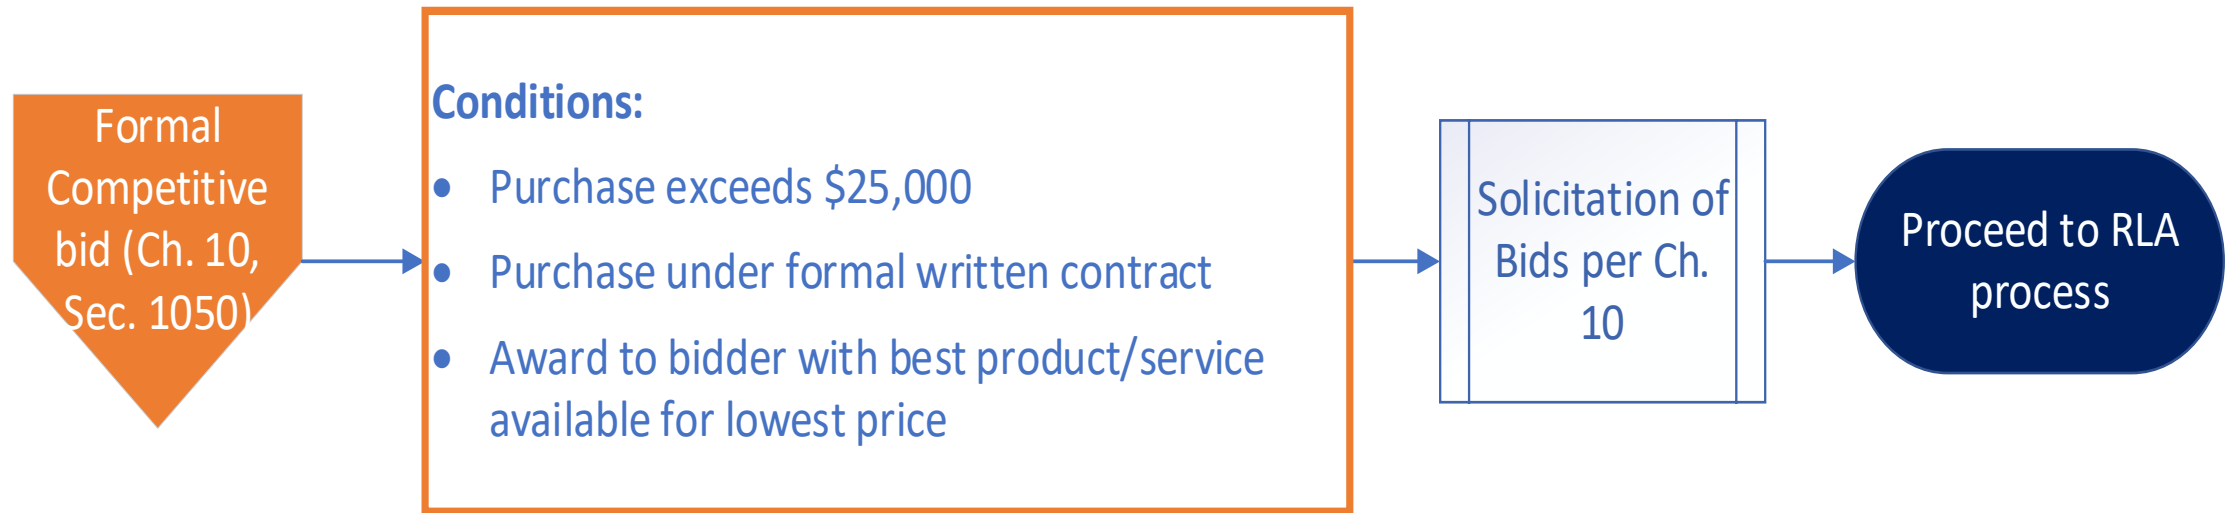 Formal
Competitive
bid (Ch. 10,
Sec. 1050)
Conditions:
• Purchase exceeds $25,000
• Purchase under formal written contract
• Award to bidder with best product/service
available for lowest price
Solicitation of
Bids per Ch.
10
Proceed to RLA
process